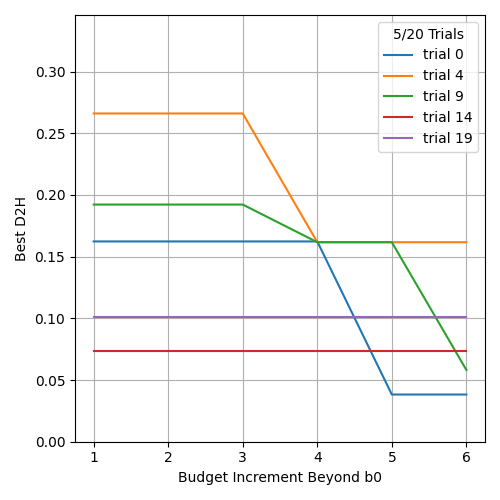 5/20 Trials
trial 0
trial 4
trial 9
trial 14
trial 19
Best D2H
0.30
0.25
0.20
0.15
0.10
0.05
0.00
1 2 3 4 5 6
Budget Increment Beyond b0